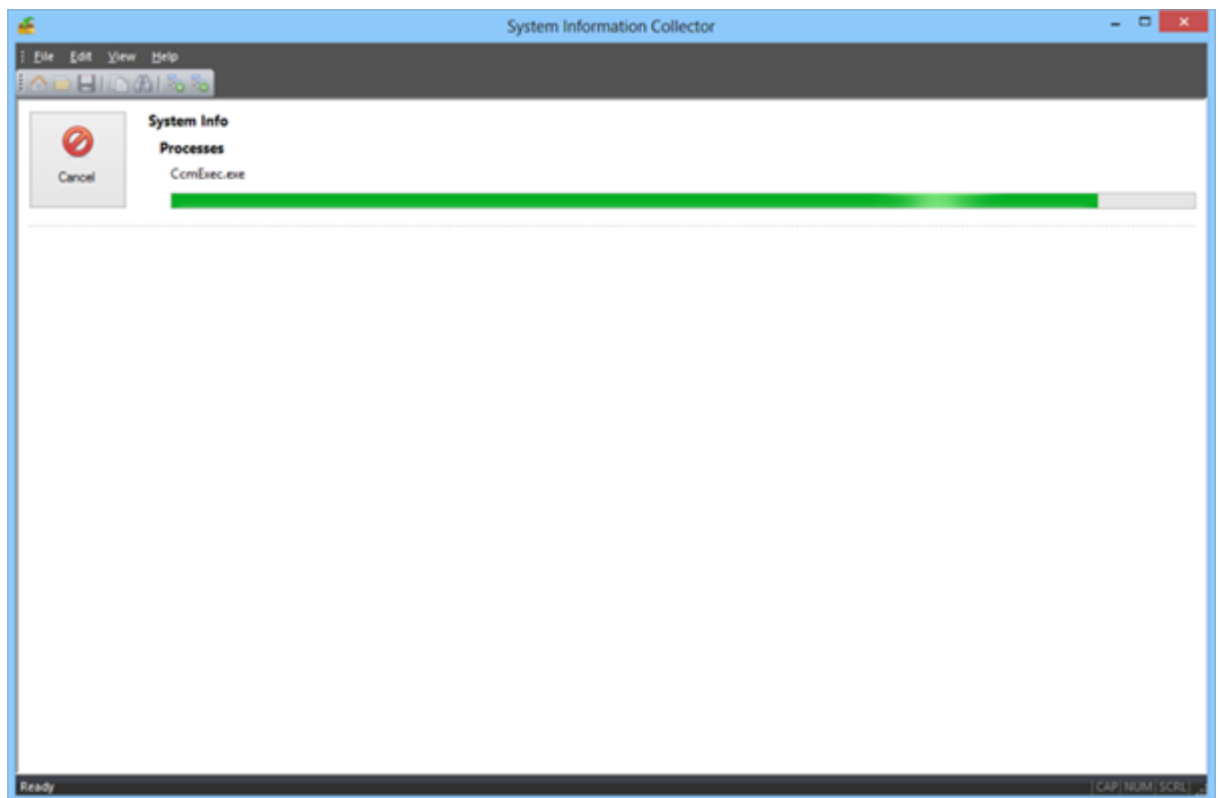 System Information Collector
File Edit View Help
System Info
Processes
Cancel
CcmExec.exe
Ready
CAP NUM SCRL